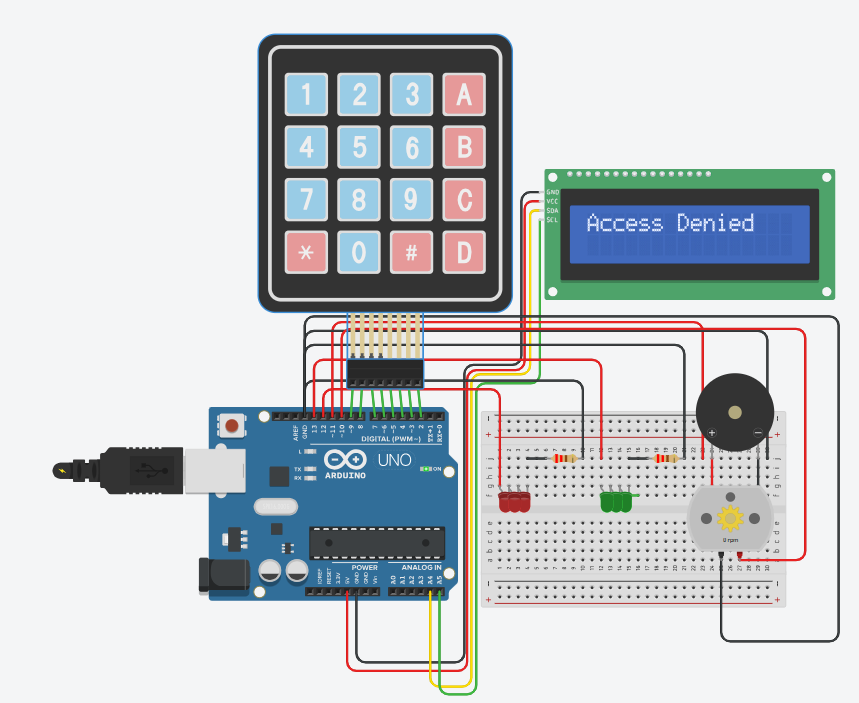 1 2 3 A
4 5 6 B
7 8 9 C
* 0 # D
GND
VCC
SDA
SCL
Access Denied
AREF
GND
13
12
~11
~10
~9
8
7
~6
~5
4
~3
2
TX→1
RX←0
DIGITAL (PWM~)
L
TX
RX
UNO
ARDUINO
ON
POWER
ANALOG IN
IOREF
RESET
3.3V
5V
GND
GND
Vin
A0
A1
A2
A3
A4
A5
0 rpm